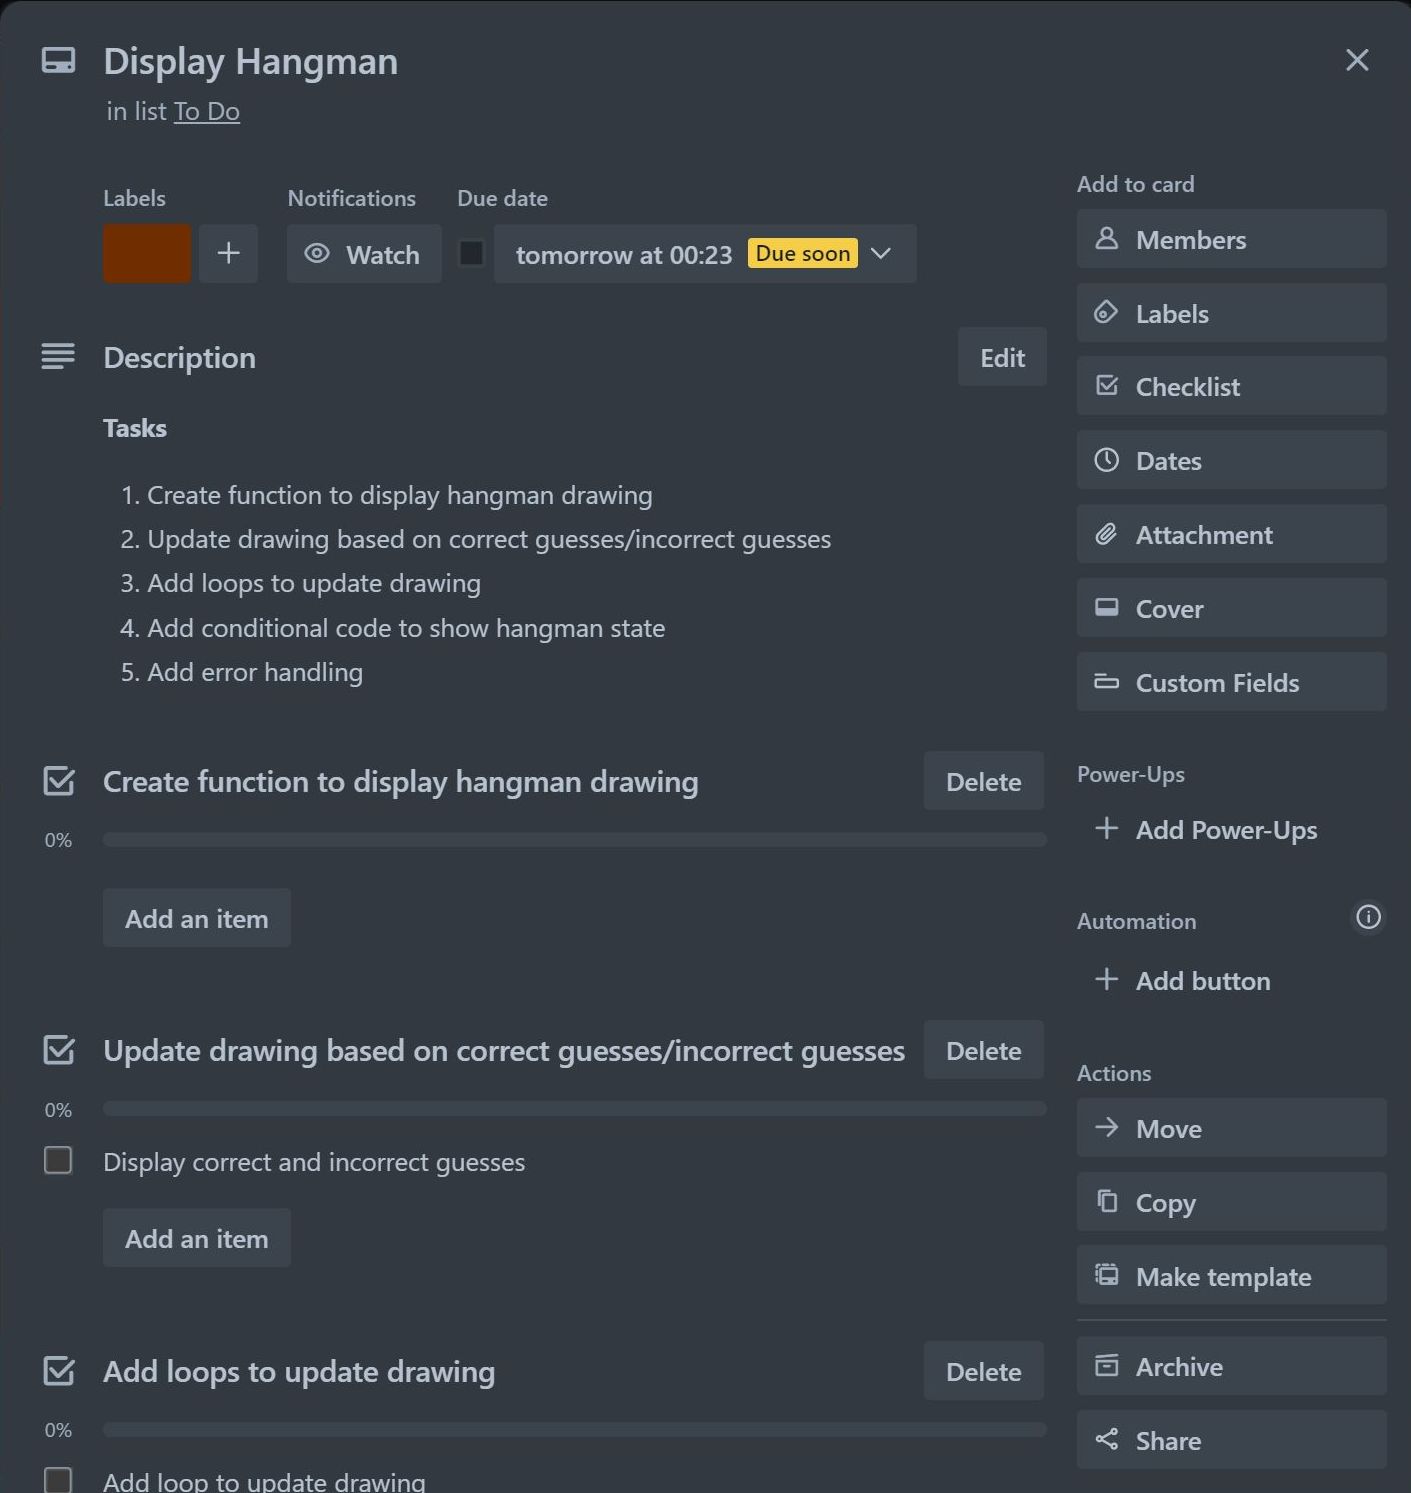 Display Hangman
in list To Do
Labels
Notifications
Due date
Watch
tomorrow at 00:23
Due soon
Description
Edit
Tasks
1. Create function to display hangman drawing
2. Update drawing based on correct guesses/incorrect guesses
3. Add loops to update drawing
4. Add conditional code to show hangman state
5. Add error handling
Create function to display hangman drawing
Delete
0%
Add an item
Update drawing based on correct guesses/incorrect guesses
Delete
0%
Display correct and incorrect guesses
Add an item
Add loops to update drawing
Delete
0%
Add loop to update drawing
Add to card
Members
Labels
Checklist
Dates
Attachment
Cover
Custom Fields
Power-Ups
Add Power-Ups
Automation
Add button
Actions
Move
Copy
Make template
Archive
Share